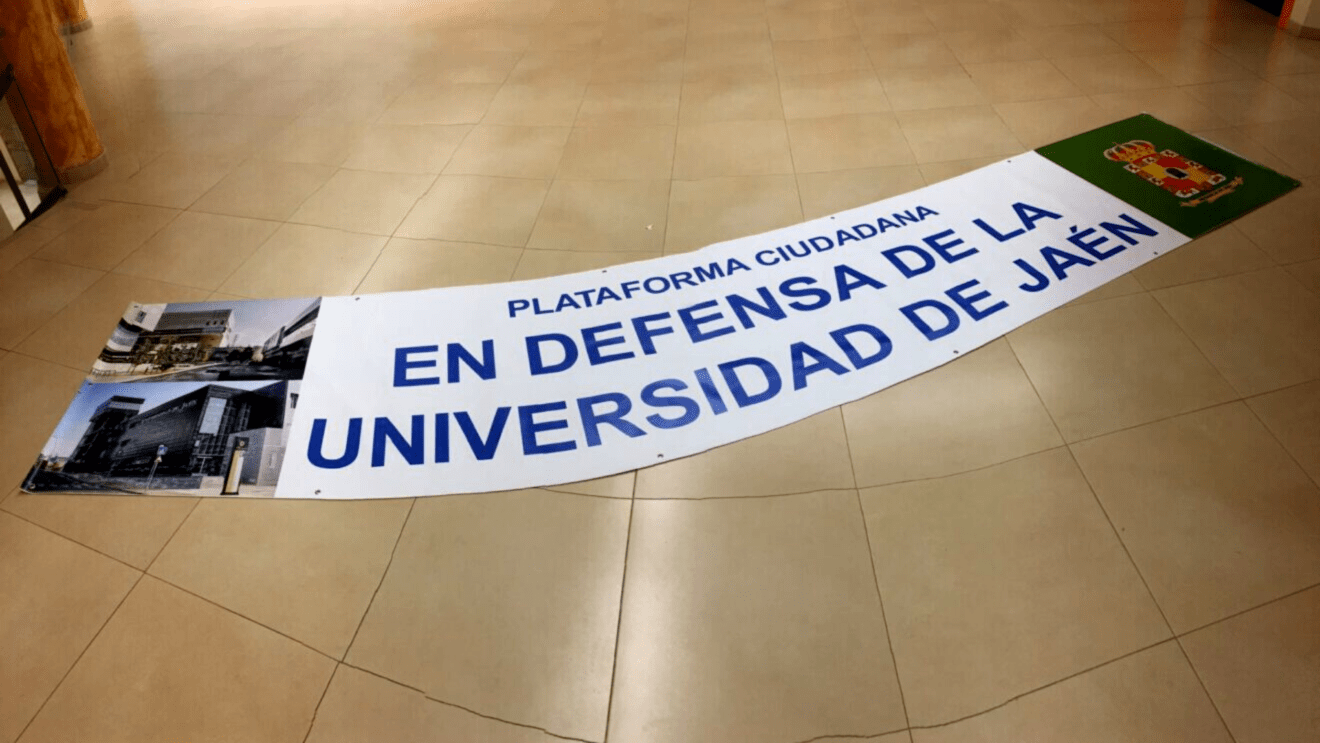 PLATAFORMA CIUDADANA
EN DEFENSA DE LA
UNIVERSIDAD DE JAÉN